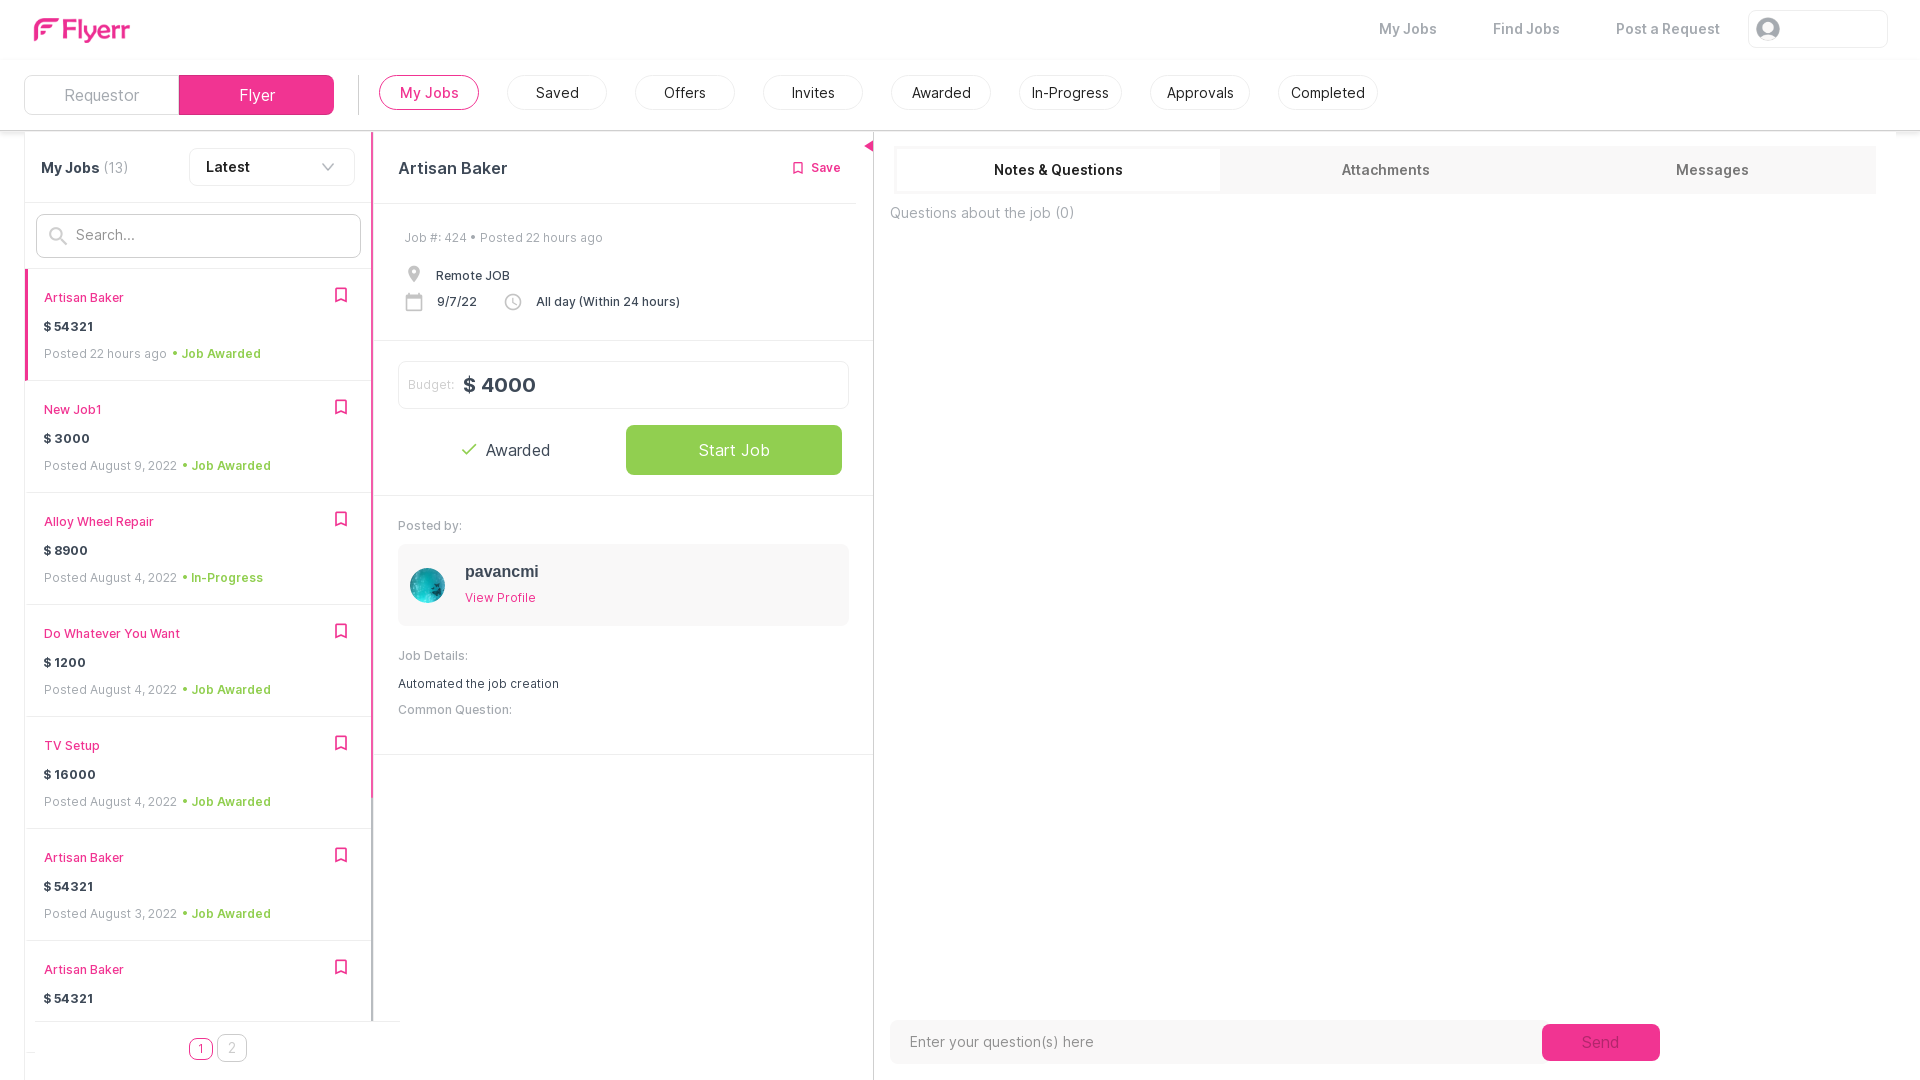 Flyerr
My Jobs
Find Jobs
Post a Request
Requestor
Flyer
My Jobs
Saved
Offers
Invites
Awarded
In-Progress
Approvals
Completed
My Jobs (13)
Latest
Search...
Artisan Baker
$ 54321
Posted 22 hours ago • Job Awarded
New Job1
$ 3000
Posted August 9, 2022 • Job Awarded
Alloy Wheel Repair
$ 8900
Posted August 4, 2022 • In-Progress
Do Whatever You Want
$ 1200
Posted August 4, 2022 • Job Awarded
TV Setup
$ 16000
Posted August 4, 2022 • Job Awarded
Artisan Baker
$ 54321
Posted August 3, 2022 • Job Awarded
Artisan Baker
$ 54321
1
2
Artisan Baker
Save
Job #: 424 • Posted 22 hours ago
Remote JOB
9/7/22
All day (Within 24 hours)
Budget: $ 4000
Awarded
Start Job
Posted by:
pavancmi
View Profile
Job Details:
Automated the job creation
Common Question:
Notes & Questions
Attachments
Messages
Questions about the job (0)
Enter your question(s) here
Send